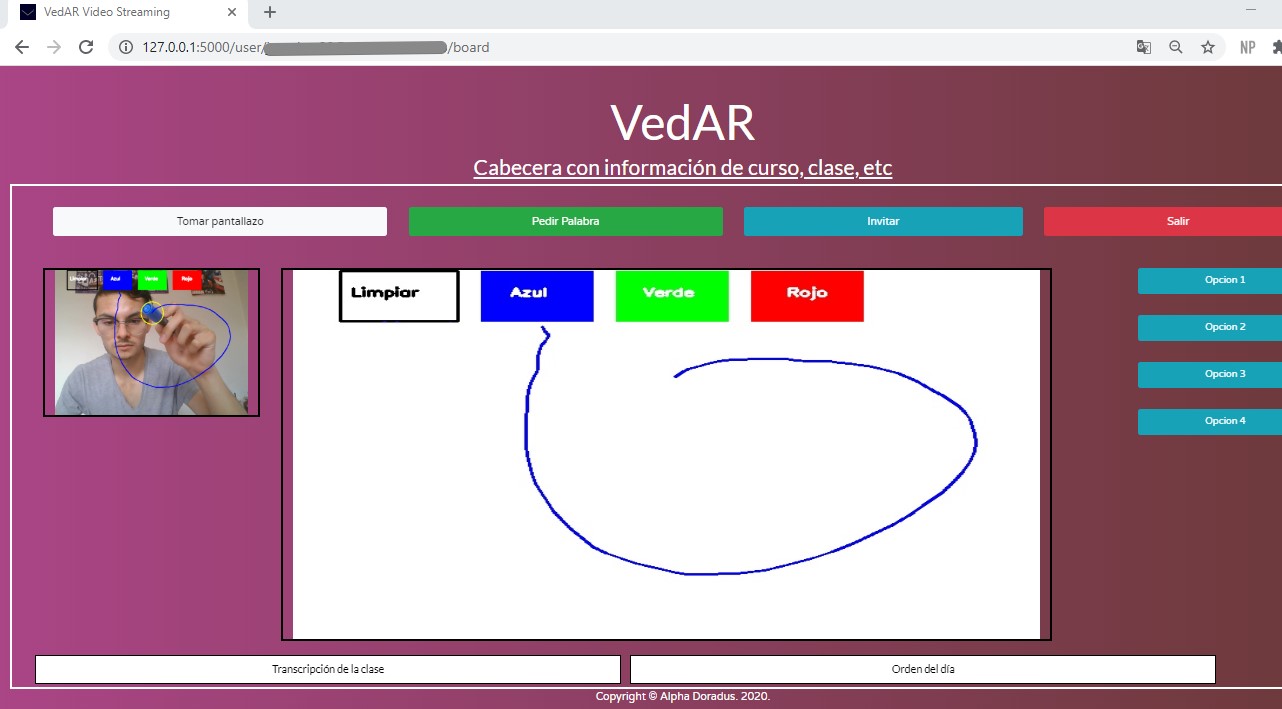 VedAR Video Streaming
127.0.0.1:5000/user/
/board
NP
VedAR
Cabecera con información de curso, clase, etc
Tomar pantallazo
Pedir Palabra
Invitar
Salir
Limpiar
Azul
Verde
Rojo
Limpiar
Azul
Verde
Rojo
Opcion 1
Opcion 2
Opcion 3
Opcion 4
Transcripción de la clase
Orden del día
Copyright © Alpha Doradus. 2020.